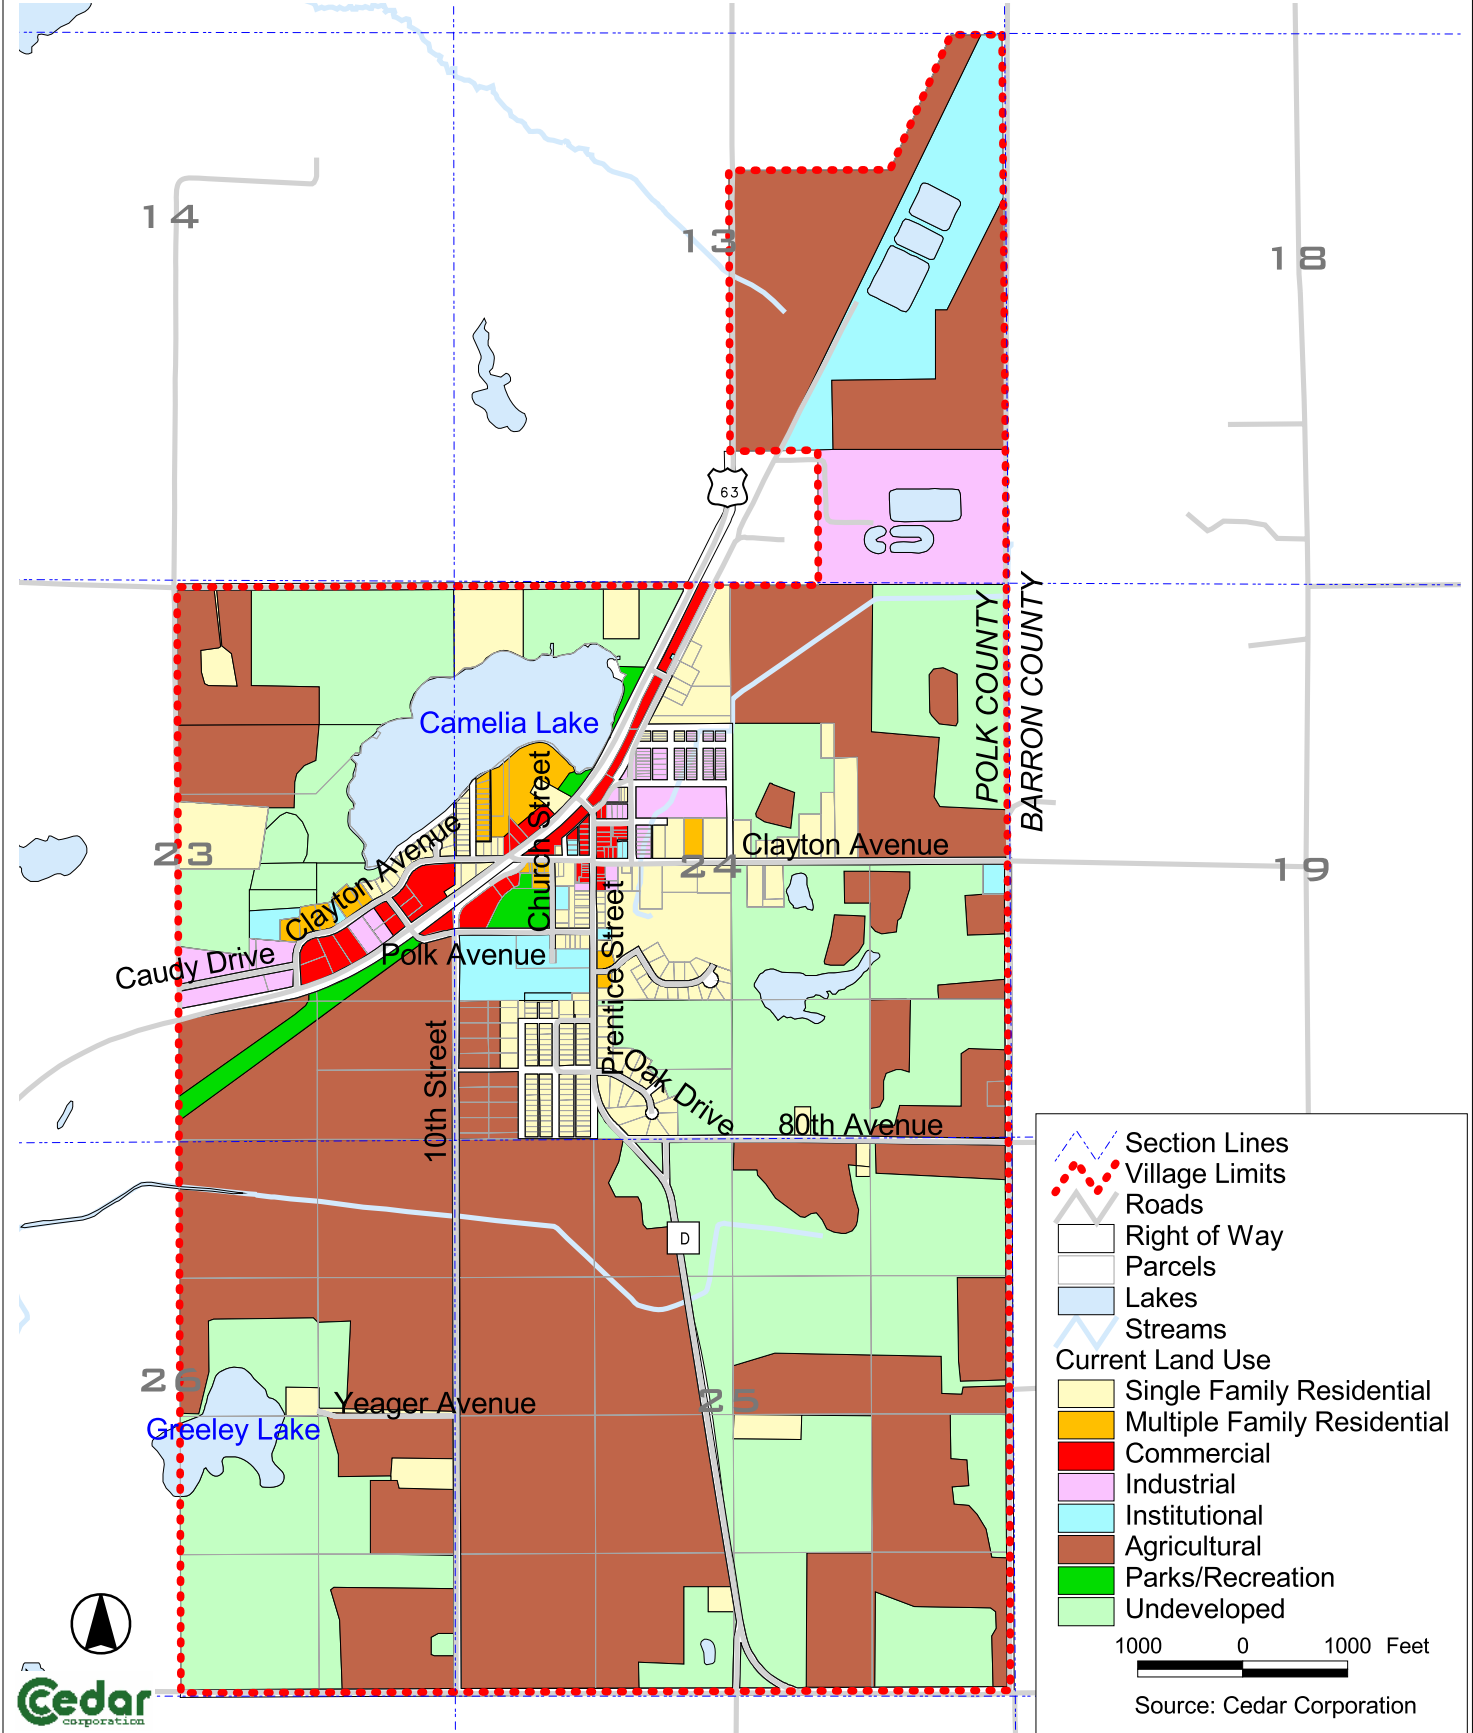 14
13
18
63
POLK COUNTY
BARRON COUNTY
Camelia Lake
Church Street
Clayton Avenue
23
24
Clayton Avenue
19
Caudy Drive
Polk Avenue
Prentice Street
10th Street
Oak Drive
80th Avenue
D
26
25
Yeager Avenue
Greeley Lake
Section Lines
Village Limits
Roads
Right of Way
Parcels
Lakes
Streams
Current Land Use
Single Family Residential
Multiple Family Residential
Commercial
Industrial
Institutional
Agricultural
Parks/Recreation
Undeveloped
1000 0 1000 Feet
Source: Cedar Corporation
Cedar
corporation